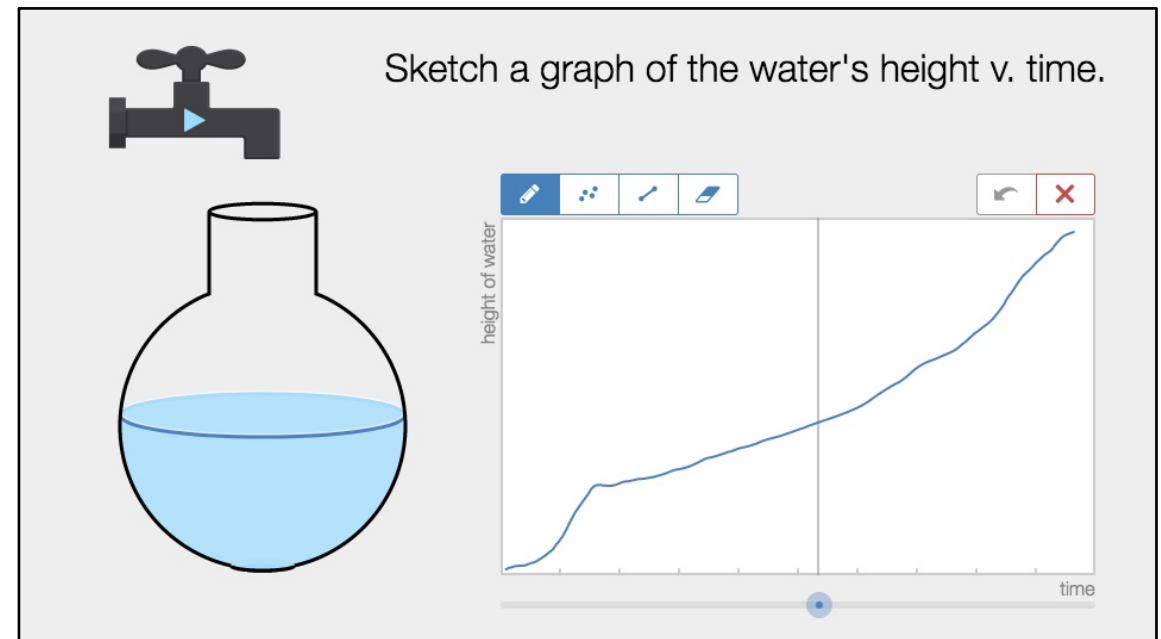 Sketch a graph of the water's height v. time.
height of water
time